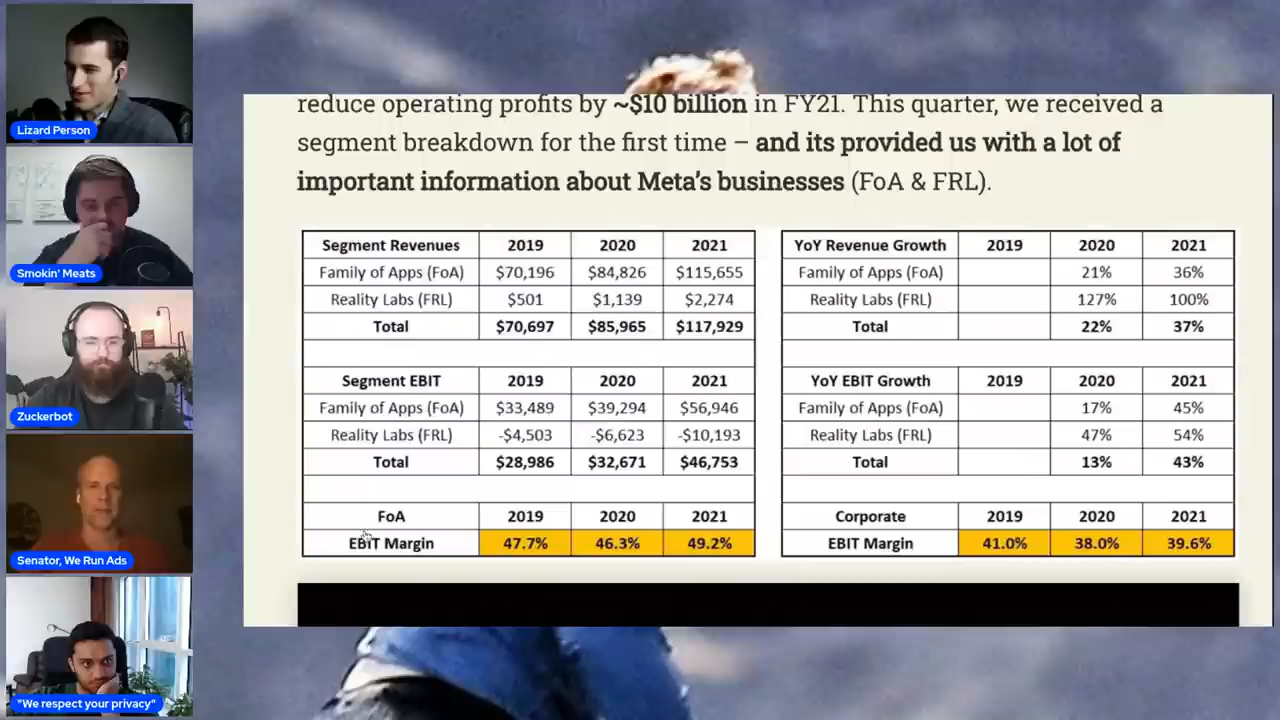 Lizard Person
Smokin' Meats
Zuckerbot
Senator, We Run Ads
"We respect your privacy"
reduce operating profits by ~$10 billion in FY21. This quarter, we received a
segment breakdown for the first time – and its provided us with a lot of
important information about Meta's businesses (FoA & FRL).
Segment Revenues 2019 2020 2021
Family of Apps (FoA) $70,196 $84,826 $115,655
Reality Labs (FRL) $501 $1,139 $2,274
Total $70,697 $85,965 $117,929
Segment EBIT 2019 2020 2021
Family of Apps (FoA) $33,489 $39,294 $56,946
Reality Labs (FRL) -$4,503 -$6,623 -$10,193
Total $28,986 $32,671 $46,753
FoA 2019 2020 2021
EBIT Margin 47.7% 46.3% 49.2%
YoY Revenue Growth 2019 2020 2021
Family of Apps (FoA) 21% 36%
Reality Labs (FRL) 127% 100%
Total 22% 37%
YoY EBIT Growth 2019 2020 2021
Family of Apps (FoA) 17% 45%
Reality Labs (FRL) 47% 54%
Total 13% 43%
Corporate 2019 2020 2021
EBIT Margin 41.0% 38.0% 39.6%